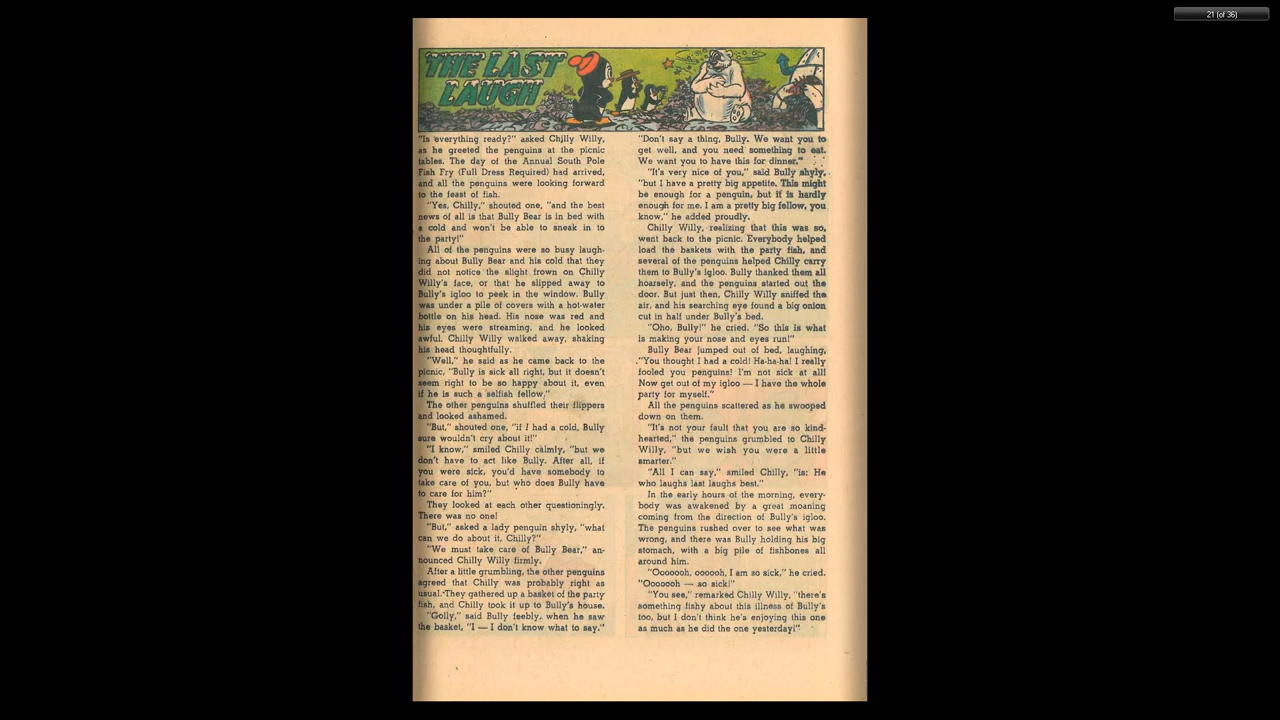 21 (of 36)
THE LAST
LAUGH
"Is everything ready?" asked Chilly Willy,
as he greeted the penguins at the picnic
tables. The day of the Annual South Pole
Fish Fry (Full Dress Required) had arrived,
and all the penguins were looking forward
to the feast of fish.
"Yes, Chilly," shouted one, "and the best
news of all is that Bully Bear is in bed with
a cold and won't be able to sneak in to
the party!"
All of the penguins were so busy laugh-
ing about Bully Bear and his cold that they
did not notice the slight frown on Chilly
Willy's face, or that he slipped away to
Bully's igloo to peek in the window. Bully
was under a pile of covers with a hot-water
bottle on his head. His nose was red and
his eyes were streaming, and he looked
awful. Chilly Willy walked away, shaking
his head thoughtfully.
"Well," he said as he came back to the
picnic, "Bully is sick all right, but it doesn't
seem right to be so happy about it, even
if he is such a selfish fellow."
The other penguins shuffled their flippers
and looked ashamed.
"But," shouted one, "if I had a cold, Bully
sure wouldn't cry about it!"
"I know," smiled Chilly calmly, "but we
don't have to act like Bully. After all, if
you were sick, you'd have somebody to
take care of you, but who does Bully have
to care for him?"
They looked at each other questioningly.
There was no one!
"But," asked a lady penguin shyly, "what
can we do about it, Chilly?"
"We must take care of Bully Bear," an-
nounced Chilly Willy firmly.
After a little grumbling, the other penguins
agreed that Chilly was probably right as
usual. They gathered up a basket of the party
fish, and Chilly took it up to Bully's house.
"Golly," said Bully feebly, when he saw
the basket, "I — I don't know what to say."
"Don't say a thing, Bully. We want you to
get well, and you need something to eat.
We want you to have this for dinner."
"It's very nice of you," said Bully shyly,
"but I have a pretty big appetite. This might
be enough for a penguin, but if is hardly
enough for me. I am a pretty big fellow, you
know," he added proudly.
Chilly Willy, realizing that this was so,
went back to the picnic. Everybody helped
load the baskets with the party fish, and
several of the penguins helped Chilly carry
them to Bully's igloo. Bully thanked them all
hoarsely, and the penguins started out the
door. But just then, Chilly Willy sniffed the
air, and his searching eye found a big onion
cut in half under Bully's bed.
"Oho, Bully!" he cried. "So this is what
is making your nose and eyes run!"
Bully Bear jumped out of bed, laughing,
"You thought I had a cold! Ha-ha-ha! I really
fooled you penguins! I'm not sick at all!
Now get out of my igloo — I have the whole
party for myself."
All the penguins scattered as he swooped
down on them.
"It's not your fault that you are so kind-
hearted," the penguins grumbled to Chilly
Willy, "but we wish you were a little
smarter."
"All I can say," smiled Chilly, "is: He
who laughs last laughs best."
In the early hours of the morning, every-
body was awakened by a great moaning
coming from the direction of Bully's igloo.
The penguins rushed over to see what was
wrong, and there was Bully holding his big
stomach, with a big pile of fishbones all
around him.
"Ooooooh, oooooh, I am so sick," he cried.
"Ooooooh — so sick!"
"You see," remarked Chilly Willy, "there's
something fishy about this illness of Bully's
too, but I don't think he's enjoying this one
as much as he did the one yesterday!"